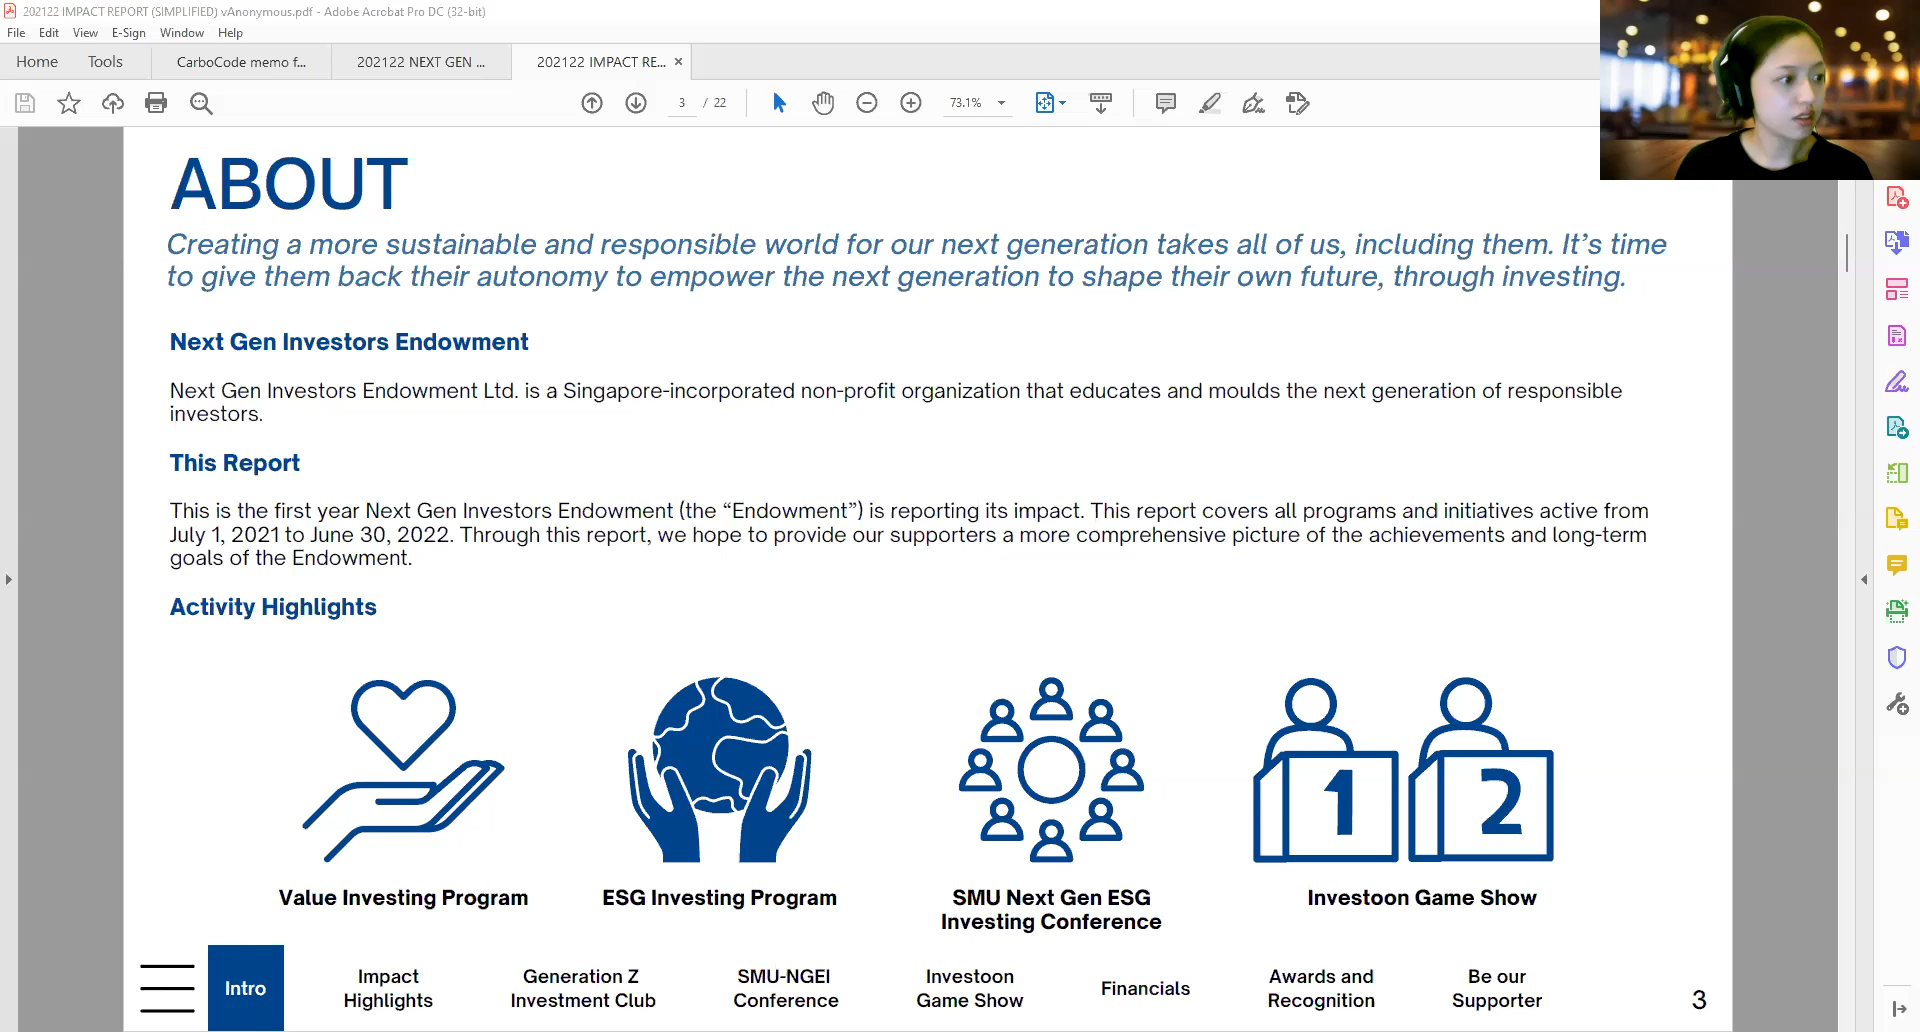 202122 IMPACT REPORT (SIMPLIFIED) vAnonymous.pdf - Adobe Acrobat Pro DC (32-bit)
File Edit View E-Sign Window Help
Home Tools CarboCode memo f... 202122 NEXT GEN ... 202122 IMPACT RE... ×
3 / 22 73.1%
ABOUT
Creating a more sustainable and responsible world for our next generation takes all of us, including them. It's time
to give them back their autonomy to empower the next generation to shape their own future, through investing.
Next Gen Investors Endowment
Next Gen Investors Endowment Ltd. is a Singapore-incorporated non-profit organization that educates and moulds the next generation of responsible
investors.
This Report
This is the first year Next Gen Investors Endowment (the “Endowment”) is reporting its impact. This report covers all programs and initiatives active from
July 1, 2021 to June 30, 2022. Through this report, we hope to provide our supporters a more comprehensive picture of the achievements and long-term
goals of the Endowment.
Activity Highlights
1 2
Value Investing Program
ESG Investing Program
SMU Next Gen ESG
Investing Conference
Investoon Game Show
Intro
Impact
Highlights
Generation Z
Investment Club
SMU-NGEI
Conference
Investoon
Game Show
Financials
Awards and
Recognition
Be our
Supporter
3